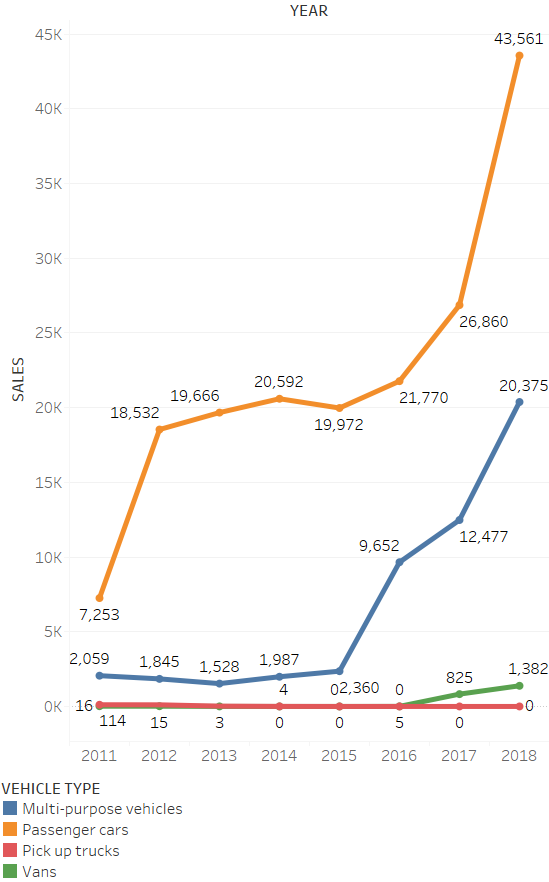 YEAR
45K
43,561
40K
35K
30K
25K
26,860
SALES
20K
18,532
19,666
20,592
19,972
21,770
20,375
15K
12,477
10K
9,652
7,253
5K
2,059
1,845
1,528
1,987
2,360
825
1,382
0K
16
4
0
0
0
114
15
3
0
0
5
0
2011 2012 2013 2014 2015 2016 2017 2018
VEHICLE TYPE
Multi-purpose vehicles
Passenger cars
Pick up trucks
Vans